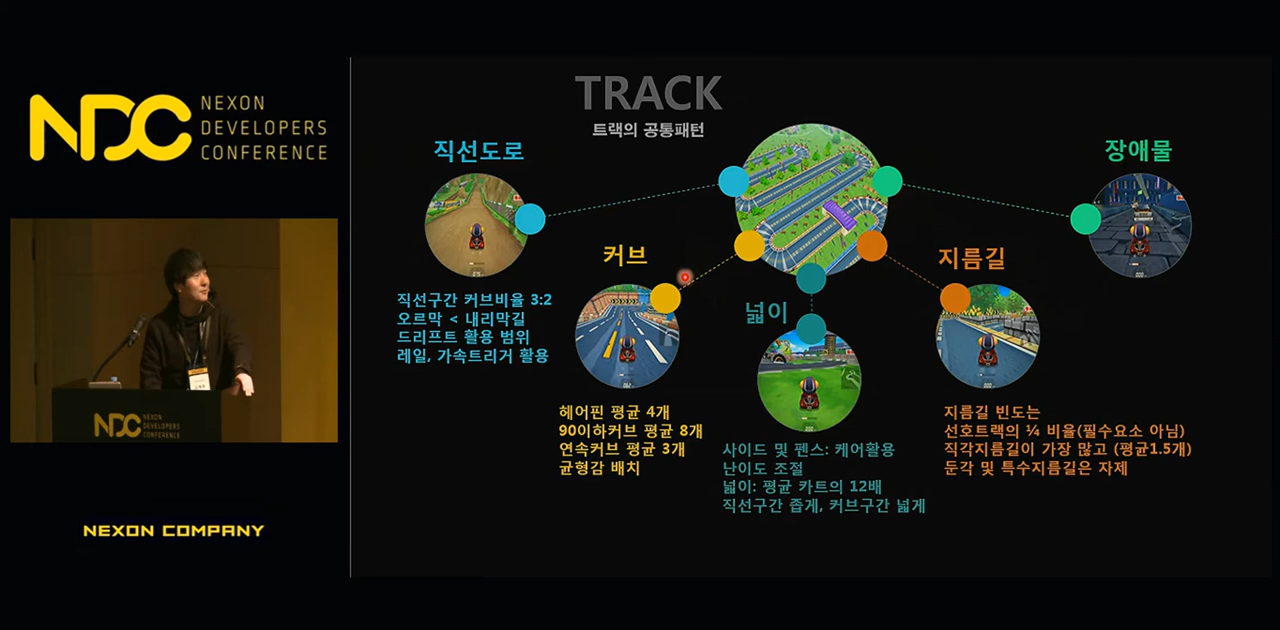 NDC
NEXON
DEVELOPERS
CONFERENCE
NDC
NEXON
DEVELOPERS
CONFERENCE
NEXON COMPANY
TRACK
트랙의 공통패턴
직선도로
직선구간 커브비율 3:2
오르막 < 내리막길
드리프트 활용 범위
레일, 가속트리거 활용
커브
헤어핀 평균 4개
90이하커브 평균 8개
연속커브 평균 3개
균형감 배치
넓이
사이드 및 펜스: 케어활용
난이도 조절
넓이: 평균 카트의 12배
직선구간 좁게, 커브구간 넓게
지름길
지름길 빈도는
선호트랙의 ¼ 비율(필수요소 아님)
직각지름길이 가장 많고 (평균1.5개)
둔각 및 특수지름길은 자제
장애물